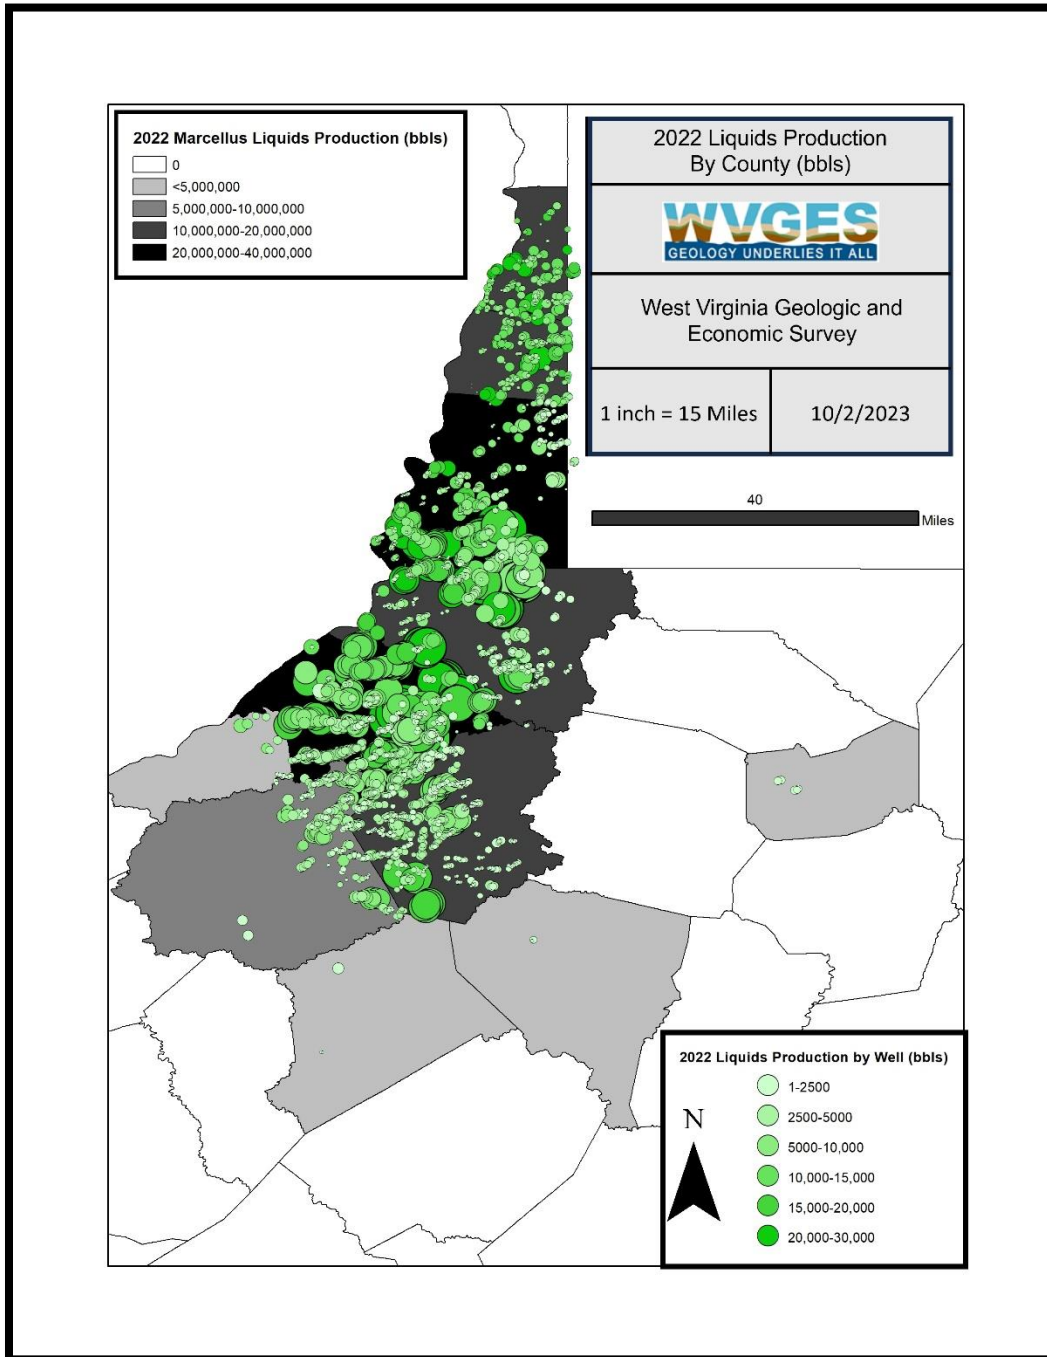 2022 Marcellus Liquids Production (bbls)
0
<5,000,000
5,000,000-10,000,000
10,000,000-20,000,000
20,000,000-40,000,000
2022 Liquids Production
By County (bbls)
WVGES
GEOLOGY UNDERLIES IT ALL
West Virginia Geologic and
Economic Survey
1 inch = 15 Miles
10/2/2023
40
Miles
2022 Liquids Production by Well (bbls)
1-2500
2500-5000
5000-10,000
10,000-15,000
15,000-20,000
20,000-30,000
N